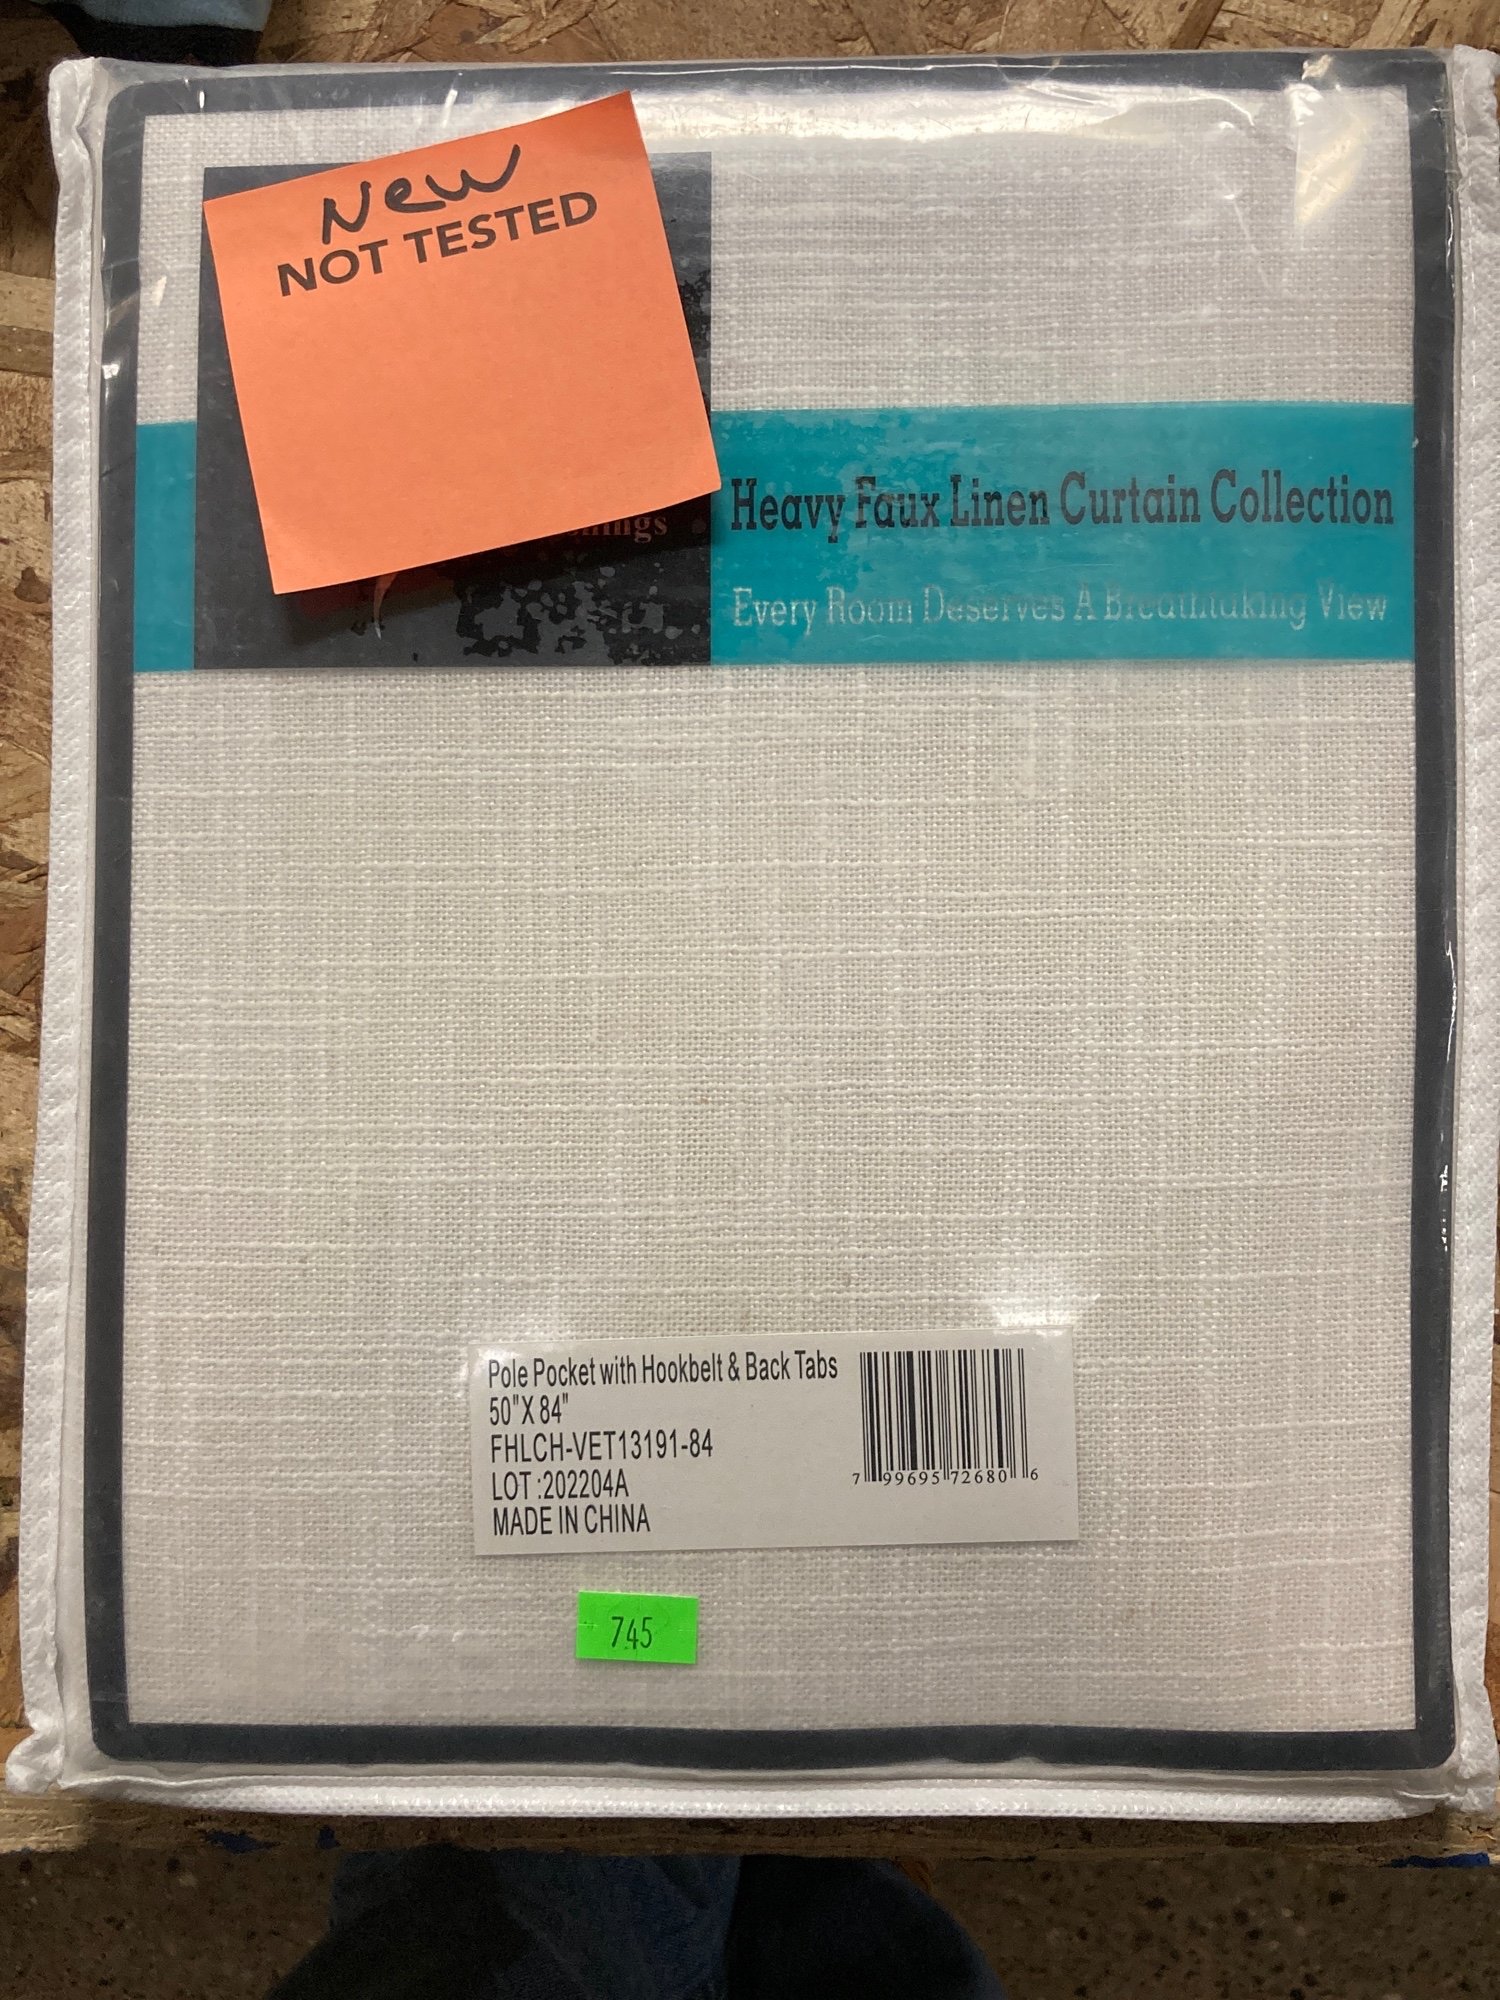 New
NOT TESTED
Heavy Faux Linen Curtain Collection
Every Room Deserves A Breathtaking View
Pole Pocket with Hookbelt & Back Tabs
50"X 84"
FHLCH-VET13191-84
LOT :202204A
MADE IN CHINA
7 99695 72680 6
745